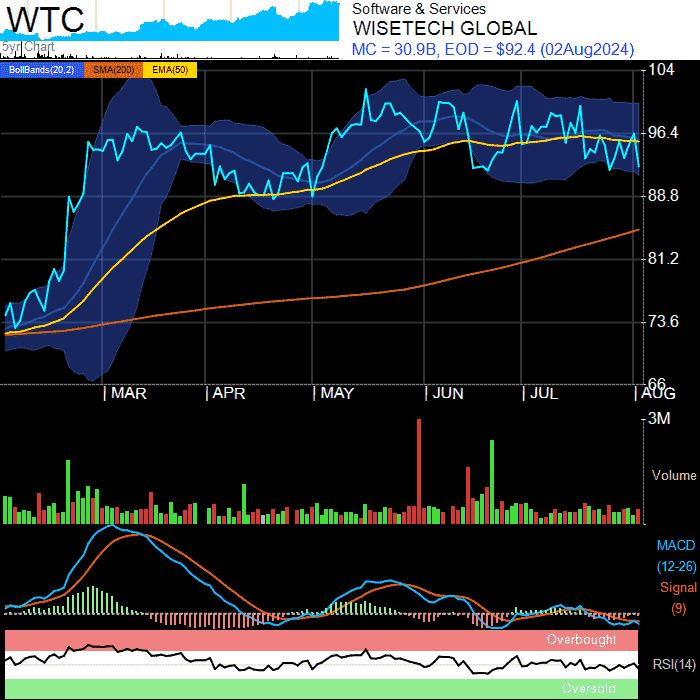 WTC
5yr Chart
Software & Services
WISETECH GLOBAL
MC = 30.9B, EOD = $92.4 (02Aug2024)
BollBands(20,2) SMA(200) EMA(50)
104
96.4
88.8
81.2
73.6
66
MAR APR MAY JUN JUL AUG
3M
Volume
MACD
(12-26)
Signal
(9)
Overbought
RSI(14)
Oversold